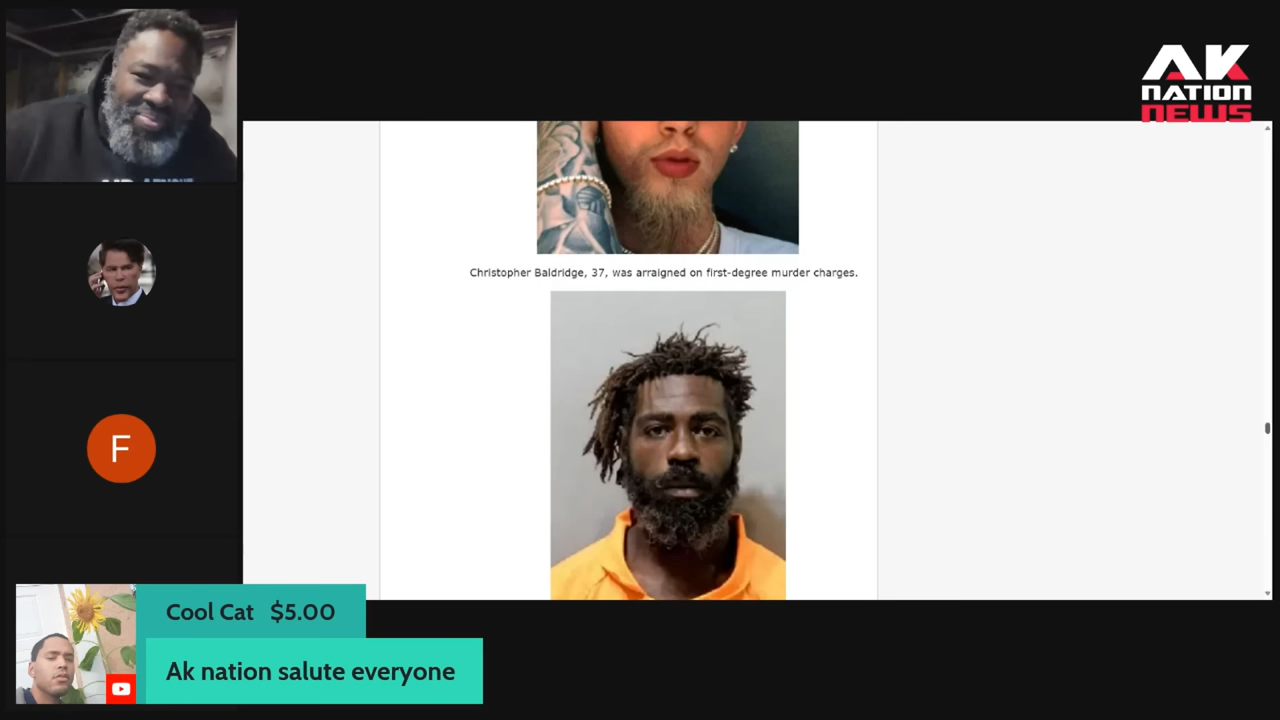 AK
NATION
NEWS
Christopher Baldridge, 37, was arraigned on first-degree murder charges.
F
Cool Cat $5.00
Ak nation salute everyone